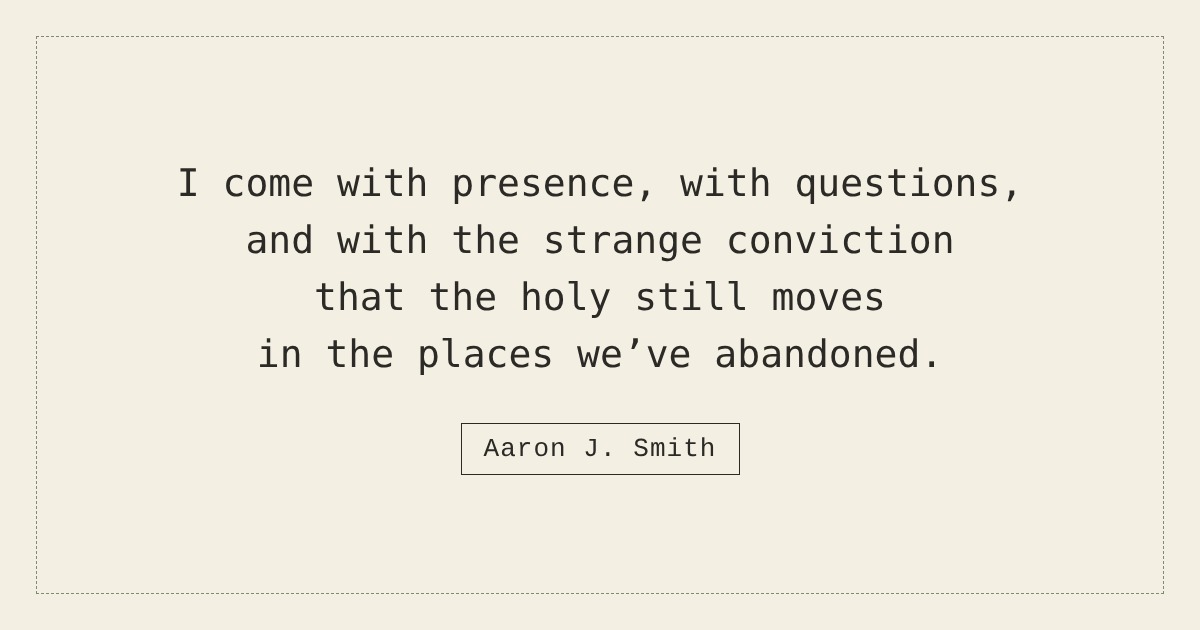 I come with presence, with questions,
and with the strange conviction
that the holy still moves
in the places we’ve abandoned.
Aaron J. Smith